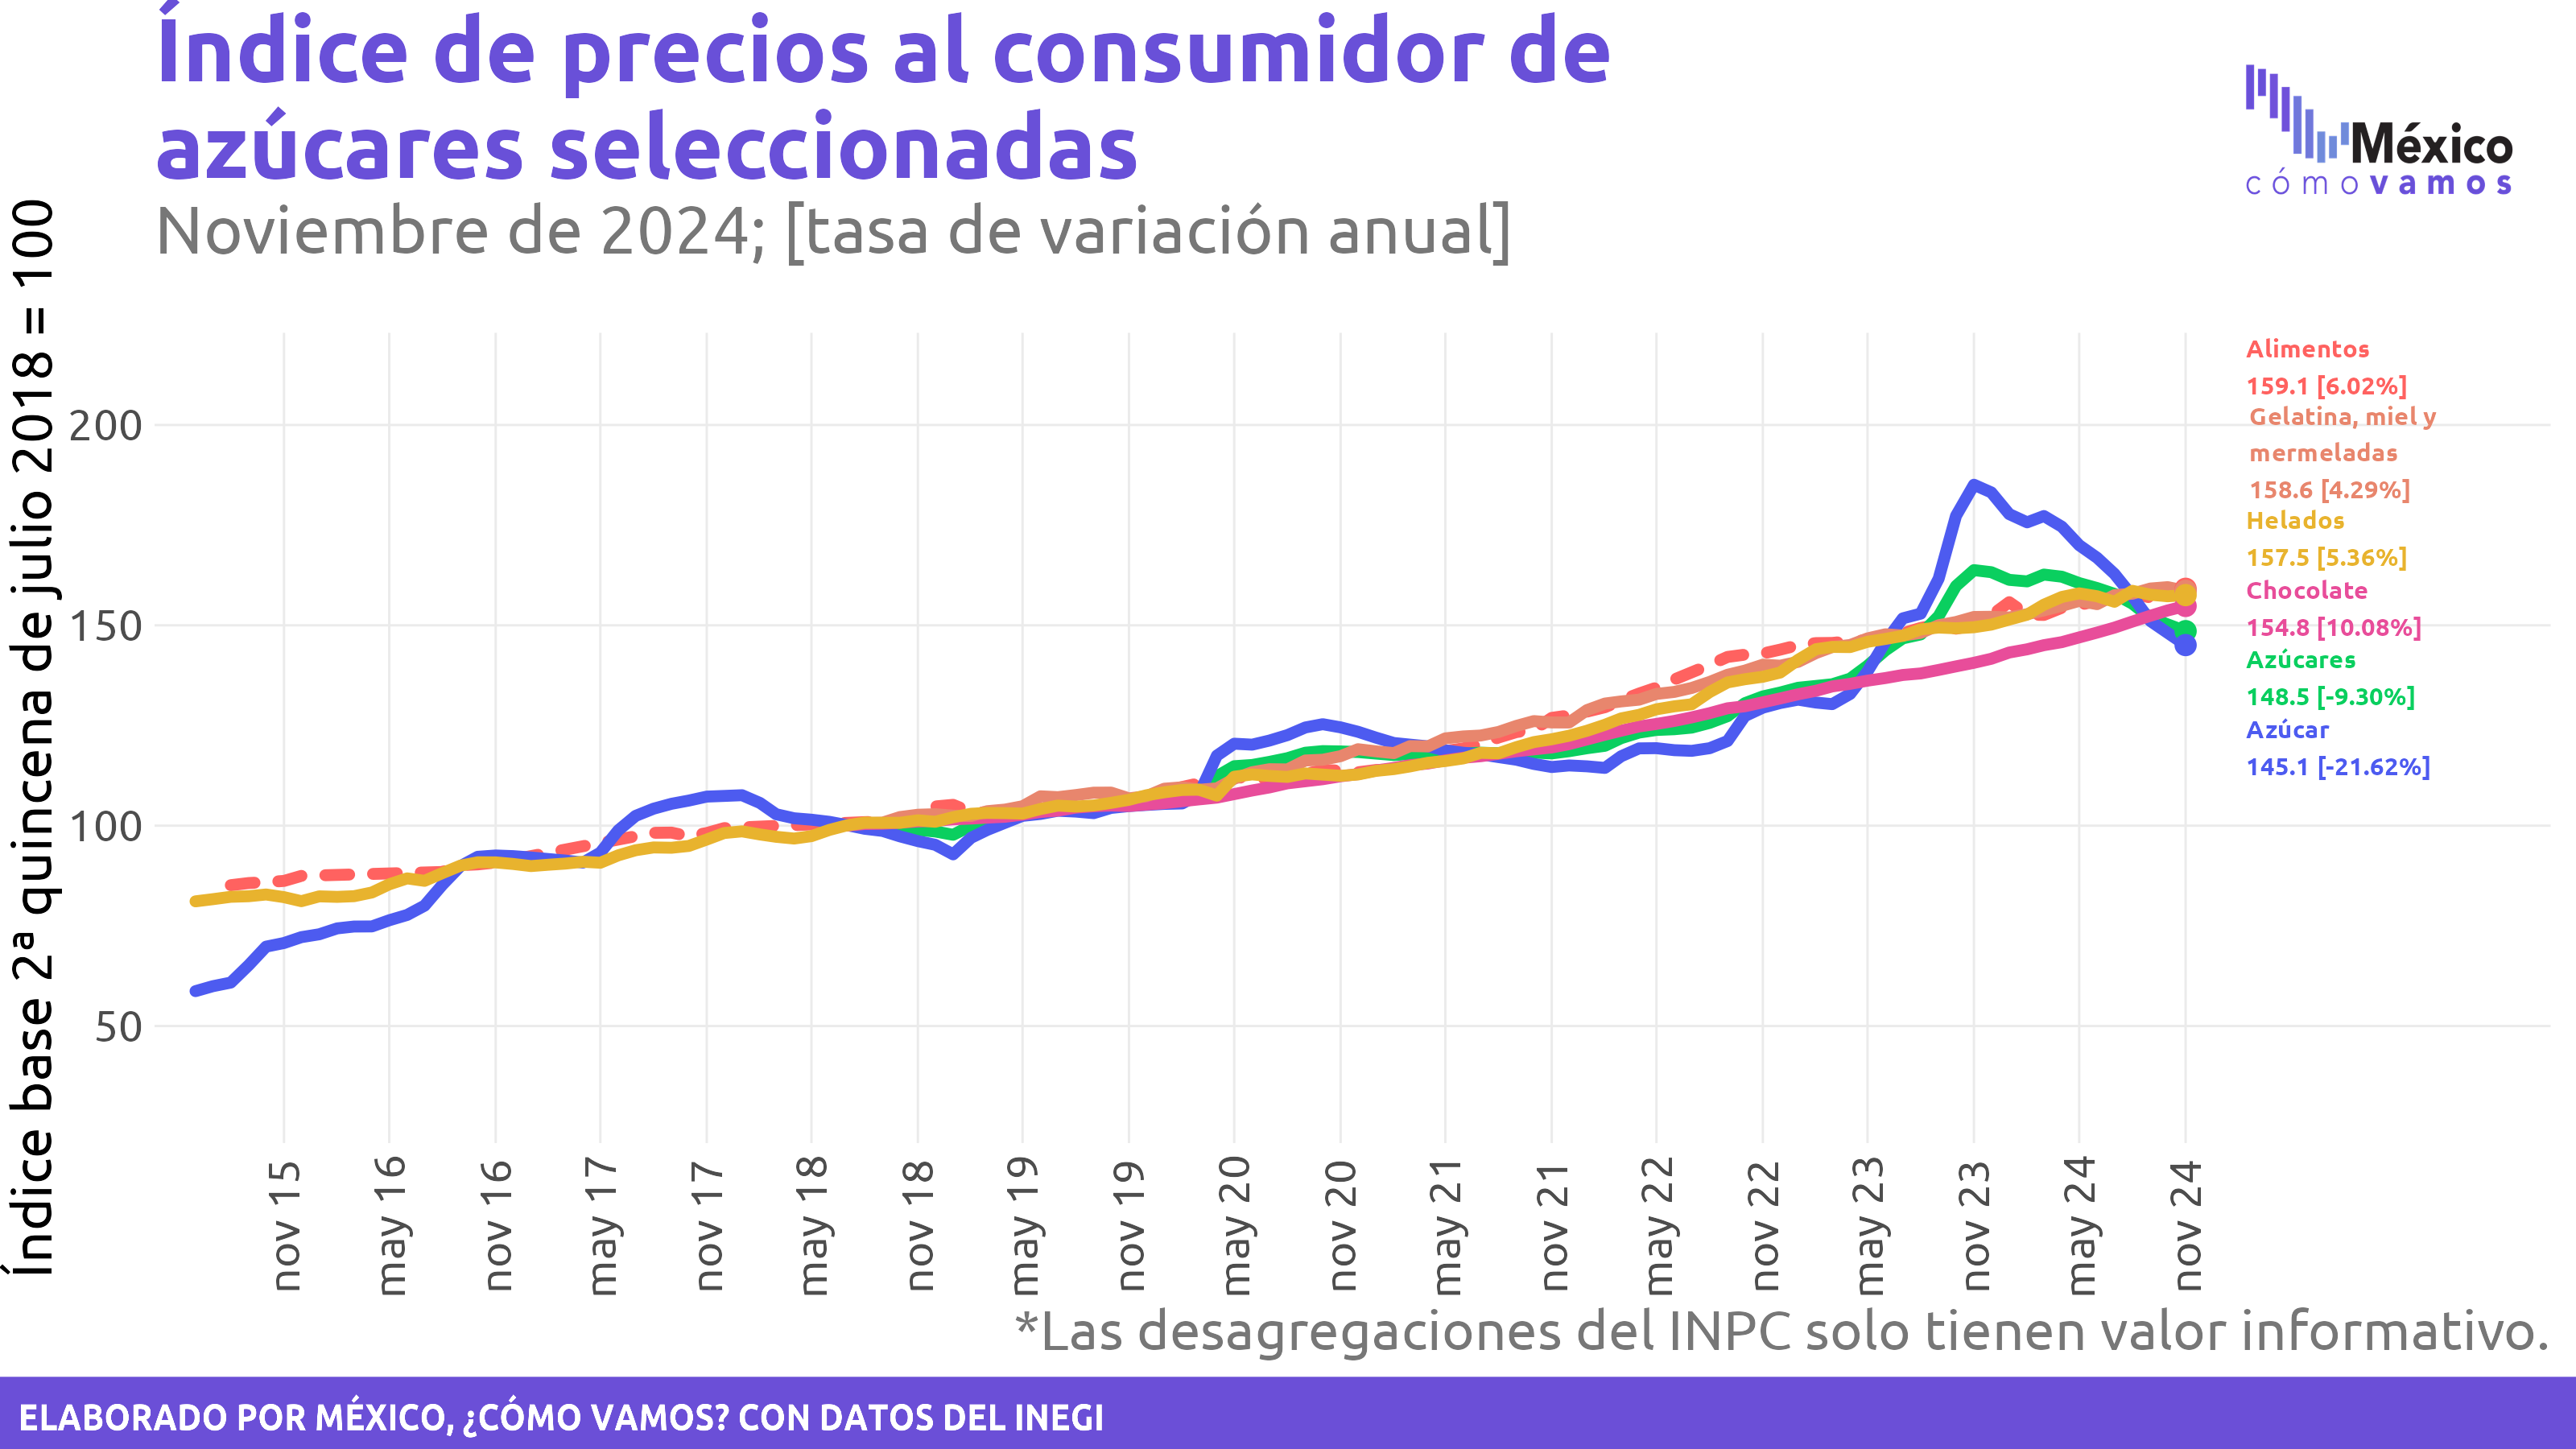 Índice de precios al consumidor de
azúcares seleccionadas
Noviembre de 2024; [tasa de variación anual]
México
cómo vamos
Índice base 2ª quincena de julio 2018 = 100
200
150
100
50
Alimentos
159.1 [6.02%]
Gelatina, miel y
mermeladas
158.6 [4.29%]
Helados
157.5 [5.36%]
Chocolate
154.8 [10.08%]
Azúcares
148.5 [-9.30%]
Azúcar
145.1 [-21.62%]
nov 15
may 16
nov 16
may 17
nov 17
may 18
nov 18
may 19
nov 19
may 20
nov 20
may 21
nov 21
may 22
nov 22
may 23
nov 23
may 24
nov 24
*Las desagregaciones del INPC solo tienen valor informativo.
ELABORADO POR MÉXICO, ¿CÓMO VAMOS? CON DATOS DEL INEGI